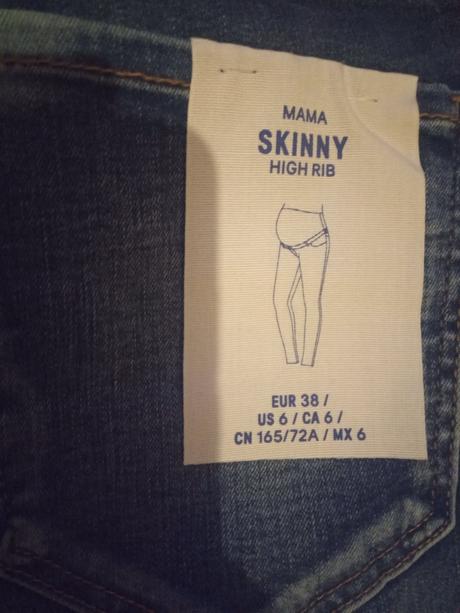 MAMA
SKINNY
HIGH RIB
EUR 38 /
US 6 / CA 6 /
CN 165/72A / MX 6